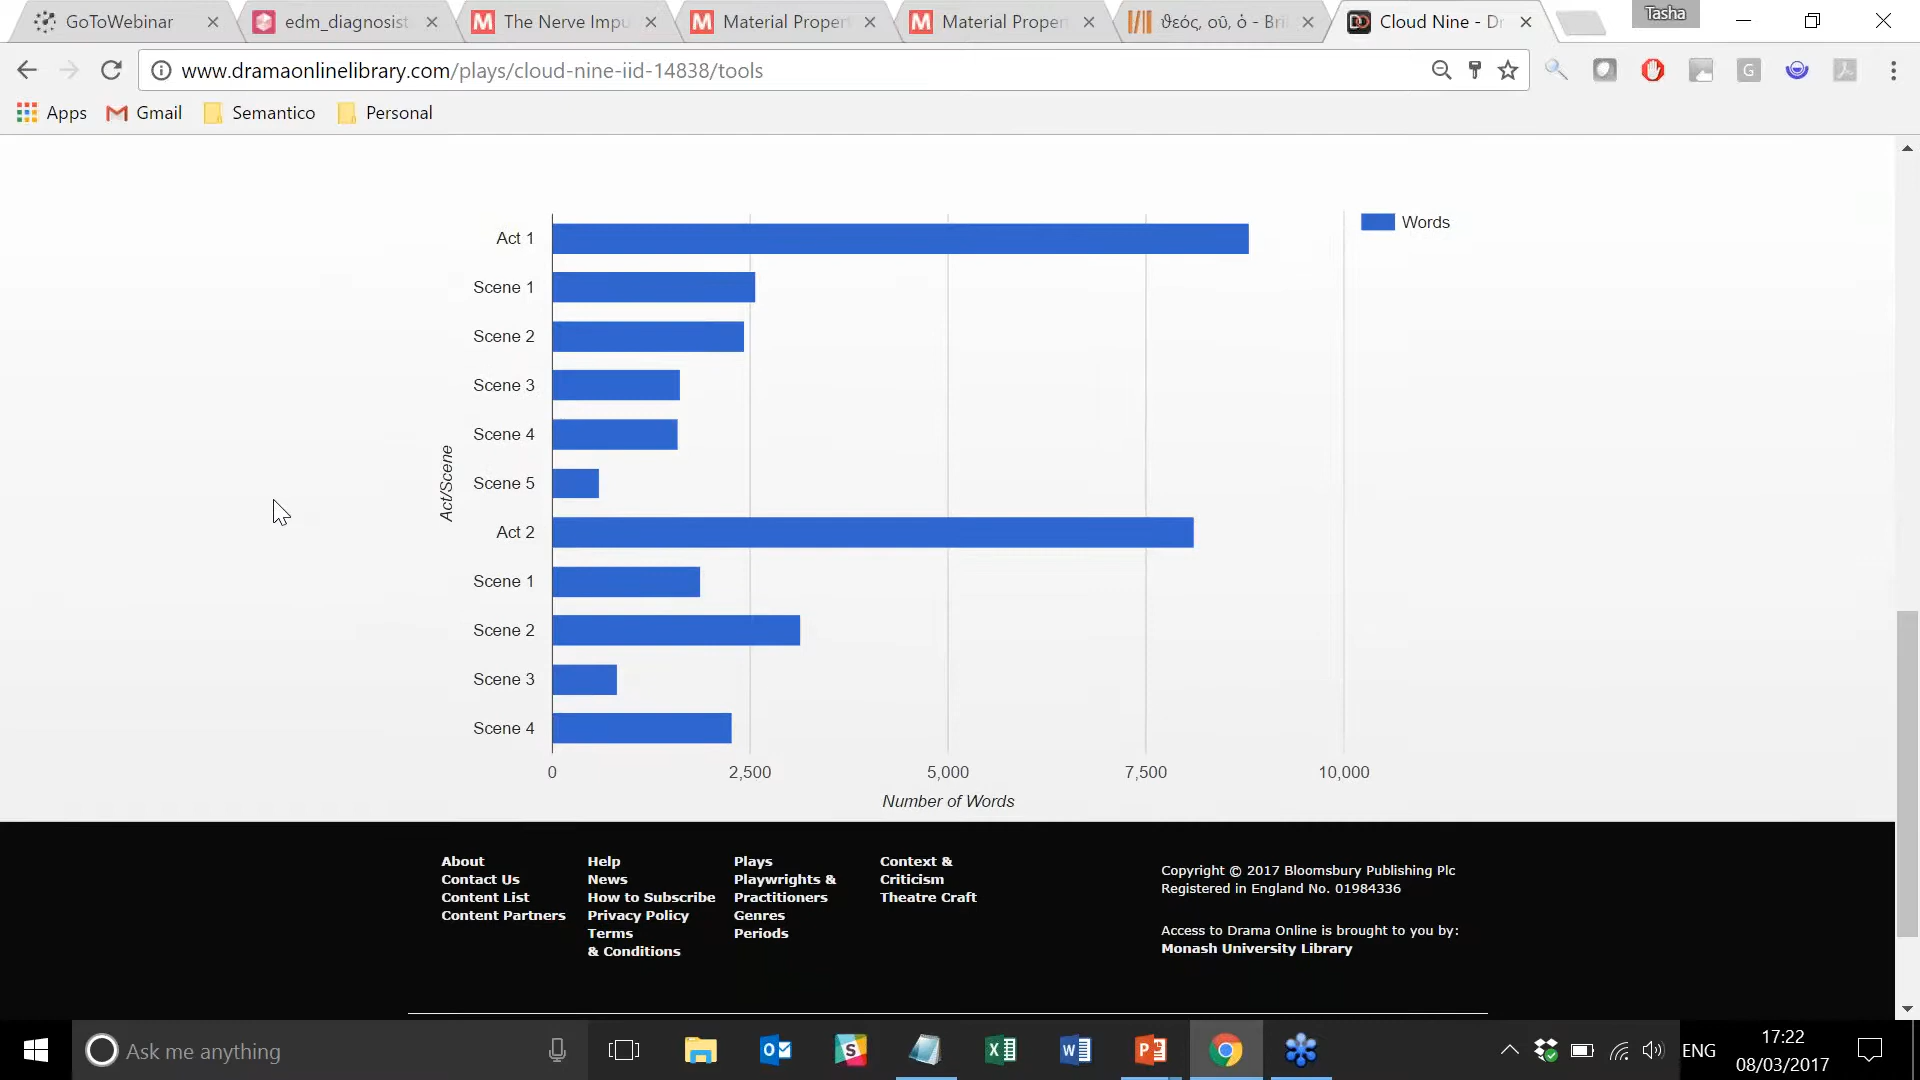 Tasha
GoToWebinar
edm_diagnosist
The Nerve Impu
Material Proper
Material Proper
ϑεός, οῦ, ὁ - Bri
Cloud Nine - Dr
www.dramaonlinelibrary.com/plays/cloud-nine-iid-14838/tools
Apps
Gmail
Semantico
Personal
Act 1
Scene 1
Scene 2
Scene 3
Scene 4
Scene 5
Act 2
Scene 1
Scene 2
Scene 3
Scene 4
Act/Scene
0
2,500
5,000
7,500
10,000
Number of Words
Words
About
Contact Us
Content List
Content Partners
Help
News
How to Subscribe
Privacy Policy
Terms
& Conditions
Plays
Playwrights &
Practitioners
Genres
Periods
Context &
Criticism
Theatre Craft
Copyright © 2017 Bloomsbury Publishing Plc
Registered in England No. 01984336
Access to Drama Online is brought to you by:
Monash University Library
Ask me anything
ENG
17:22
08/03/2017